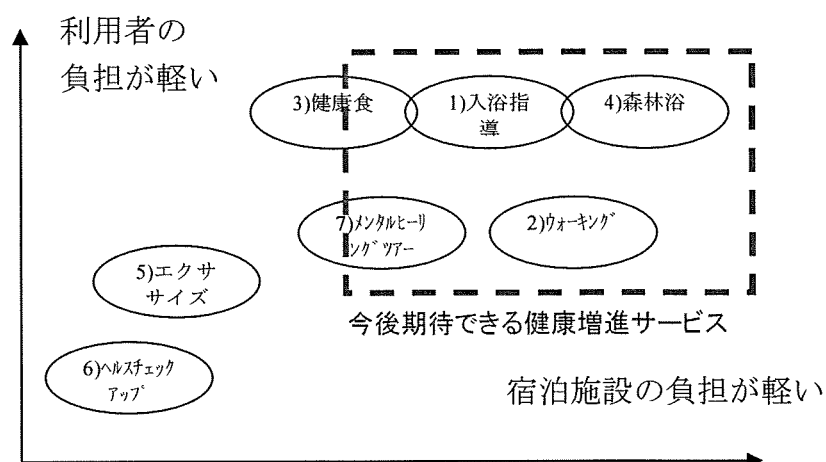 利用者の
負担が軽い
3)健康食
1)入浴指
導
4)森林浴
7)ﾒﾝﾀﾙﾋｰﾘ
ﾝｸﾞﾂｱｰ
2)ｳｫｰｷﾝｸﾞ
5)エクサ
サイズ
今後期待できる健康増進サービス
6)ﾍﾙｽﾁｪｯｸ
ｱｯﾌﾟ
宿泊施設の負担が軽い